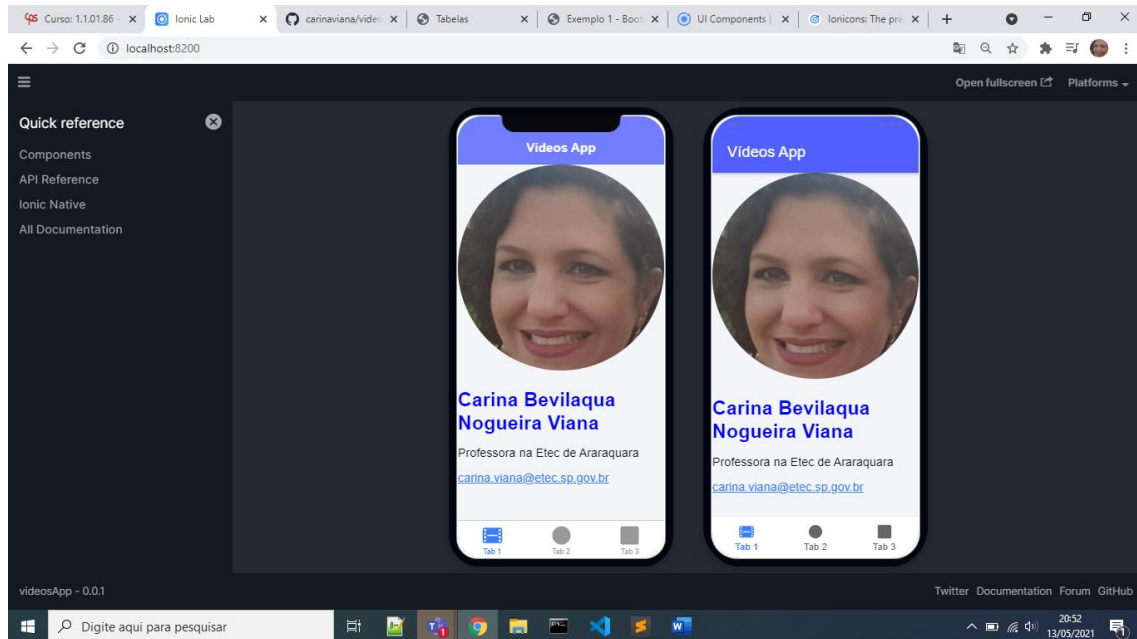 Curso: 1.1.01.86 -
Ionic Lab
carinaviana/video
Tabelas
Exemplo 1 - Boot
UI Components |
Ionicons: The pre
localhost:8200
Open fullscreen
Platforms
Quick reference
Components
API Reference
Ionic Native
All Documentation
Vídeos App
Carina Bevilaqua
Nogueira Viana
Professora na Etec de Araraquara
carina.viana@etec.sp.gov.br
Tab 1
Tab 2
Tab 3
Vídeos App
Carina Bevilaqua
Nogueira Viana
Professora na Etec de Araraquara
carina.viana@etec.sp.gov.br
Tab 1
Tab 2
Tab 3
videosApp - 0.0.1
Twitter Documentation Forum GitHub
Digite aqui para pesquisar
20:52
13/05/2021